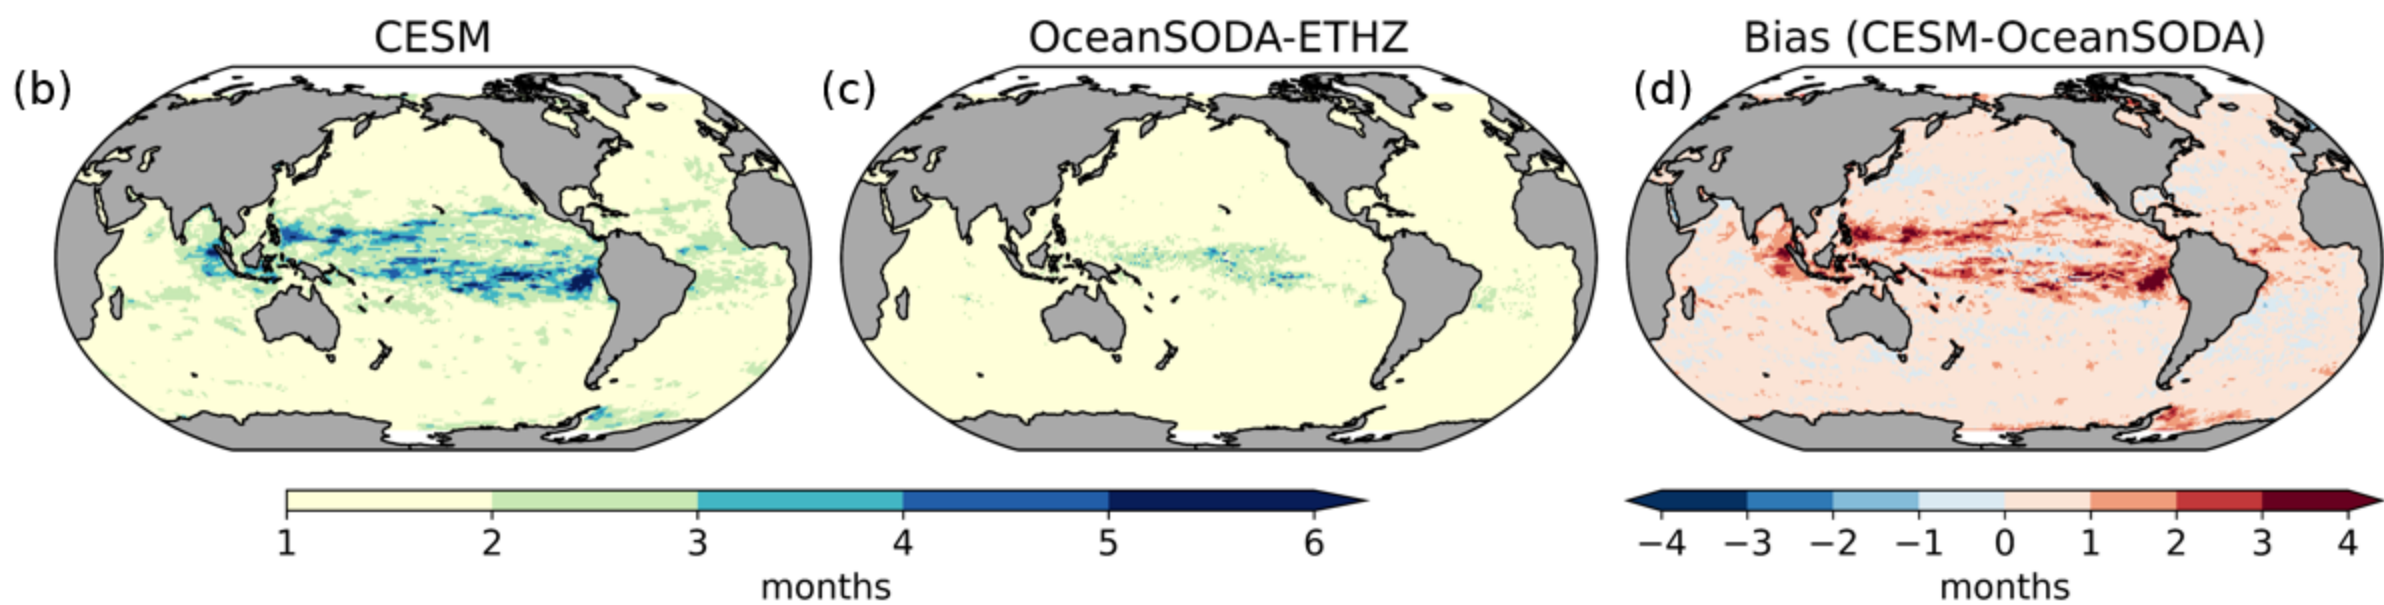 CESM
OceanSODA-ETHZ
Bias (CESM-OceanSODA)
(b)
(c)
(d)
1 2 3 4 5 6
months
−4 −3 −2 −1 0 1 2 3 4
months